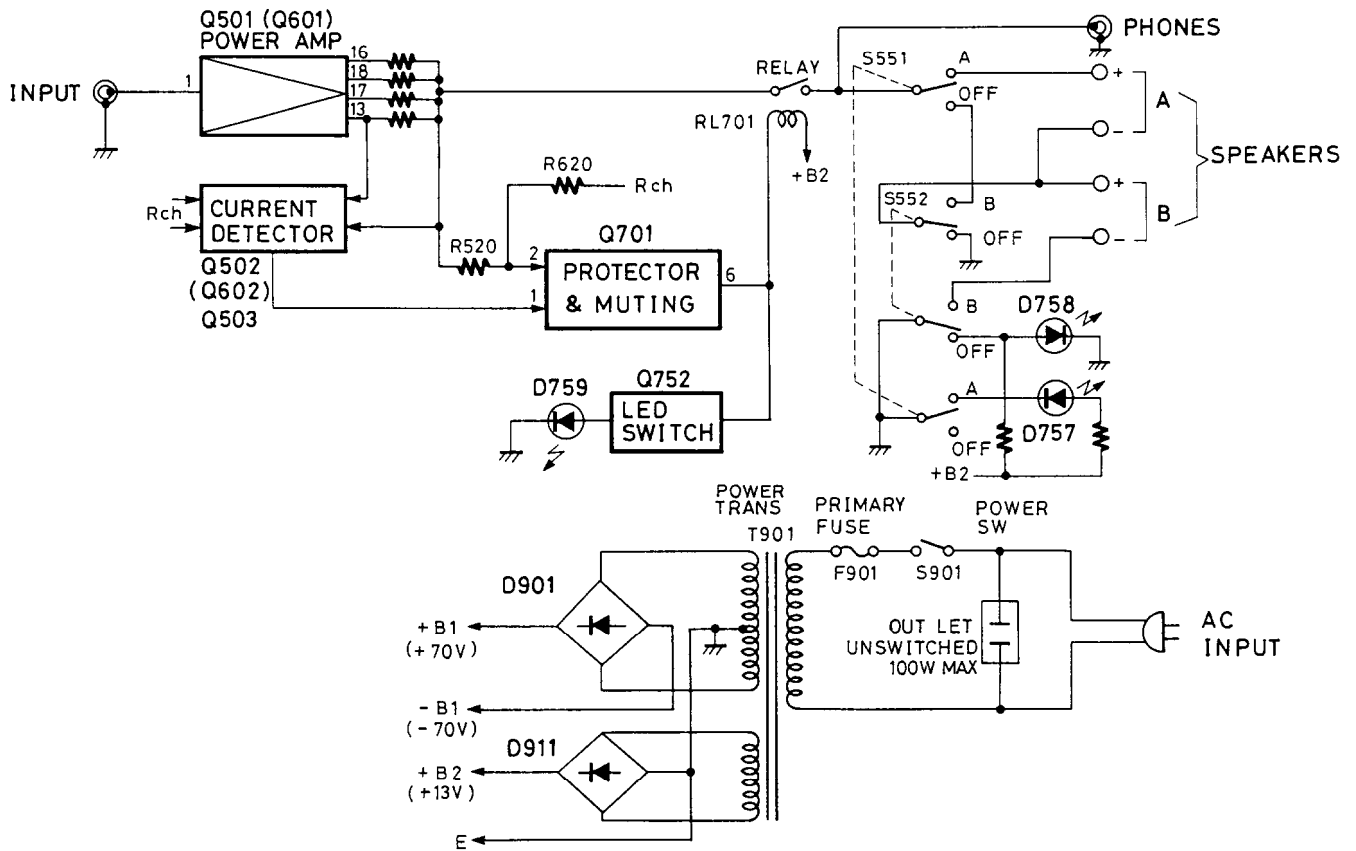 Q501 (Q601)
POWER AMP
INPUT
1
16
18
17
13
PHONES
RELAY
RL701
+B2
S551
A
OFF
+
-
A
SPEAKERS
+
-
B
S552
B
OFF
Rch
CURRENT
DETECTOR
Q502
(Q602)
Q503
R620
Rch
R520
2
1
Q701
PROTECTOR
& MUTING
6
B
OFF
D758
A
OFF
D757
+B2
D759
Q752
LED
SWITCH
POWER
TRANS
T901
PRIMARY
FUSE
F901
POWER
SW
S901
D901
+B1
(+70V)
-B1
(-70V)
D911
+B2
(+13V)
E
OUT LET
UNSWITCHED
100W MAX
AC
INPUT